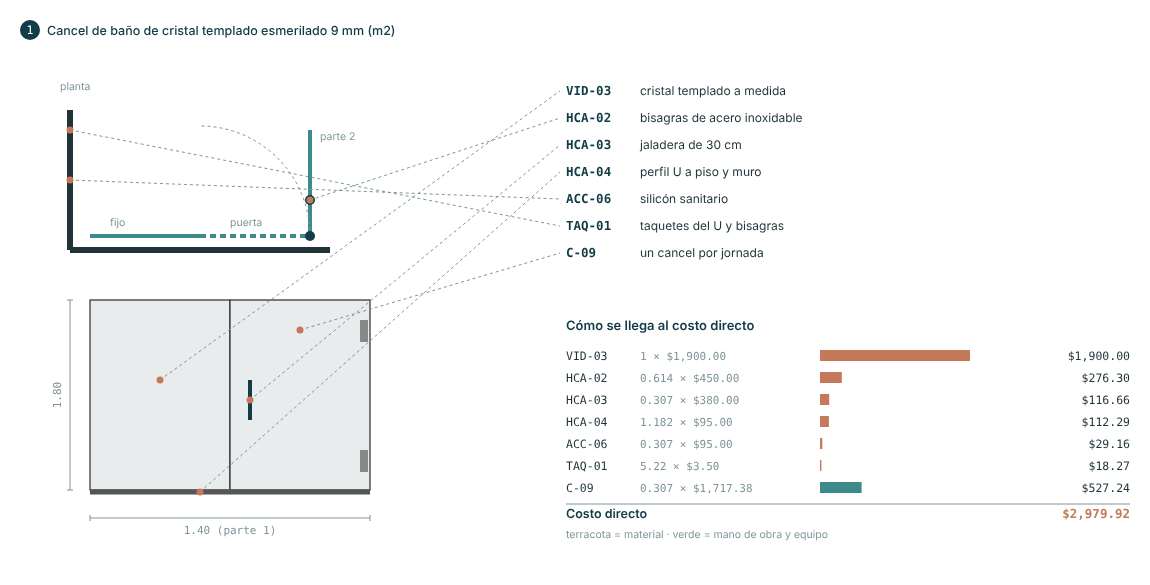 1 Cancel de baño de cristal templado esmerilado 9 mm (m2)
planta
parte 2
fijo
puerta
1.80
1.40 (parte 1)
VID-03 cristal templado a medida
HCA-02 bisagras de acero inoxidable
HCA-03 jaladera de 30 cm
HCA-04 perfil U a piso y muro
ACC-06 silicón sanitario
TAQ-01 taquetes del U y bisagras
C-09 un cancel por jornada
Cómo se llega al costo directo
VID-03 1 × $1,900.00 $1,900.00
HCA-02 0.614 × $450.00 $276.30
HCA-03 0.307 × $380.00 $116.66
HCA-04 1.182 × $95.00 $112.29
ACC-06 0.307 × $95.00 $29.16
TAQ-01 5.22 × $3.50 $18.27
C-09 0.307 × $1,717.38 $527.24
Costo directo $2,979.92
terracota = material · verde = mano de obra y equipo